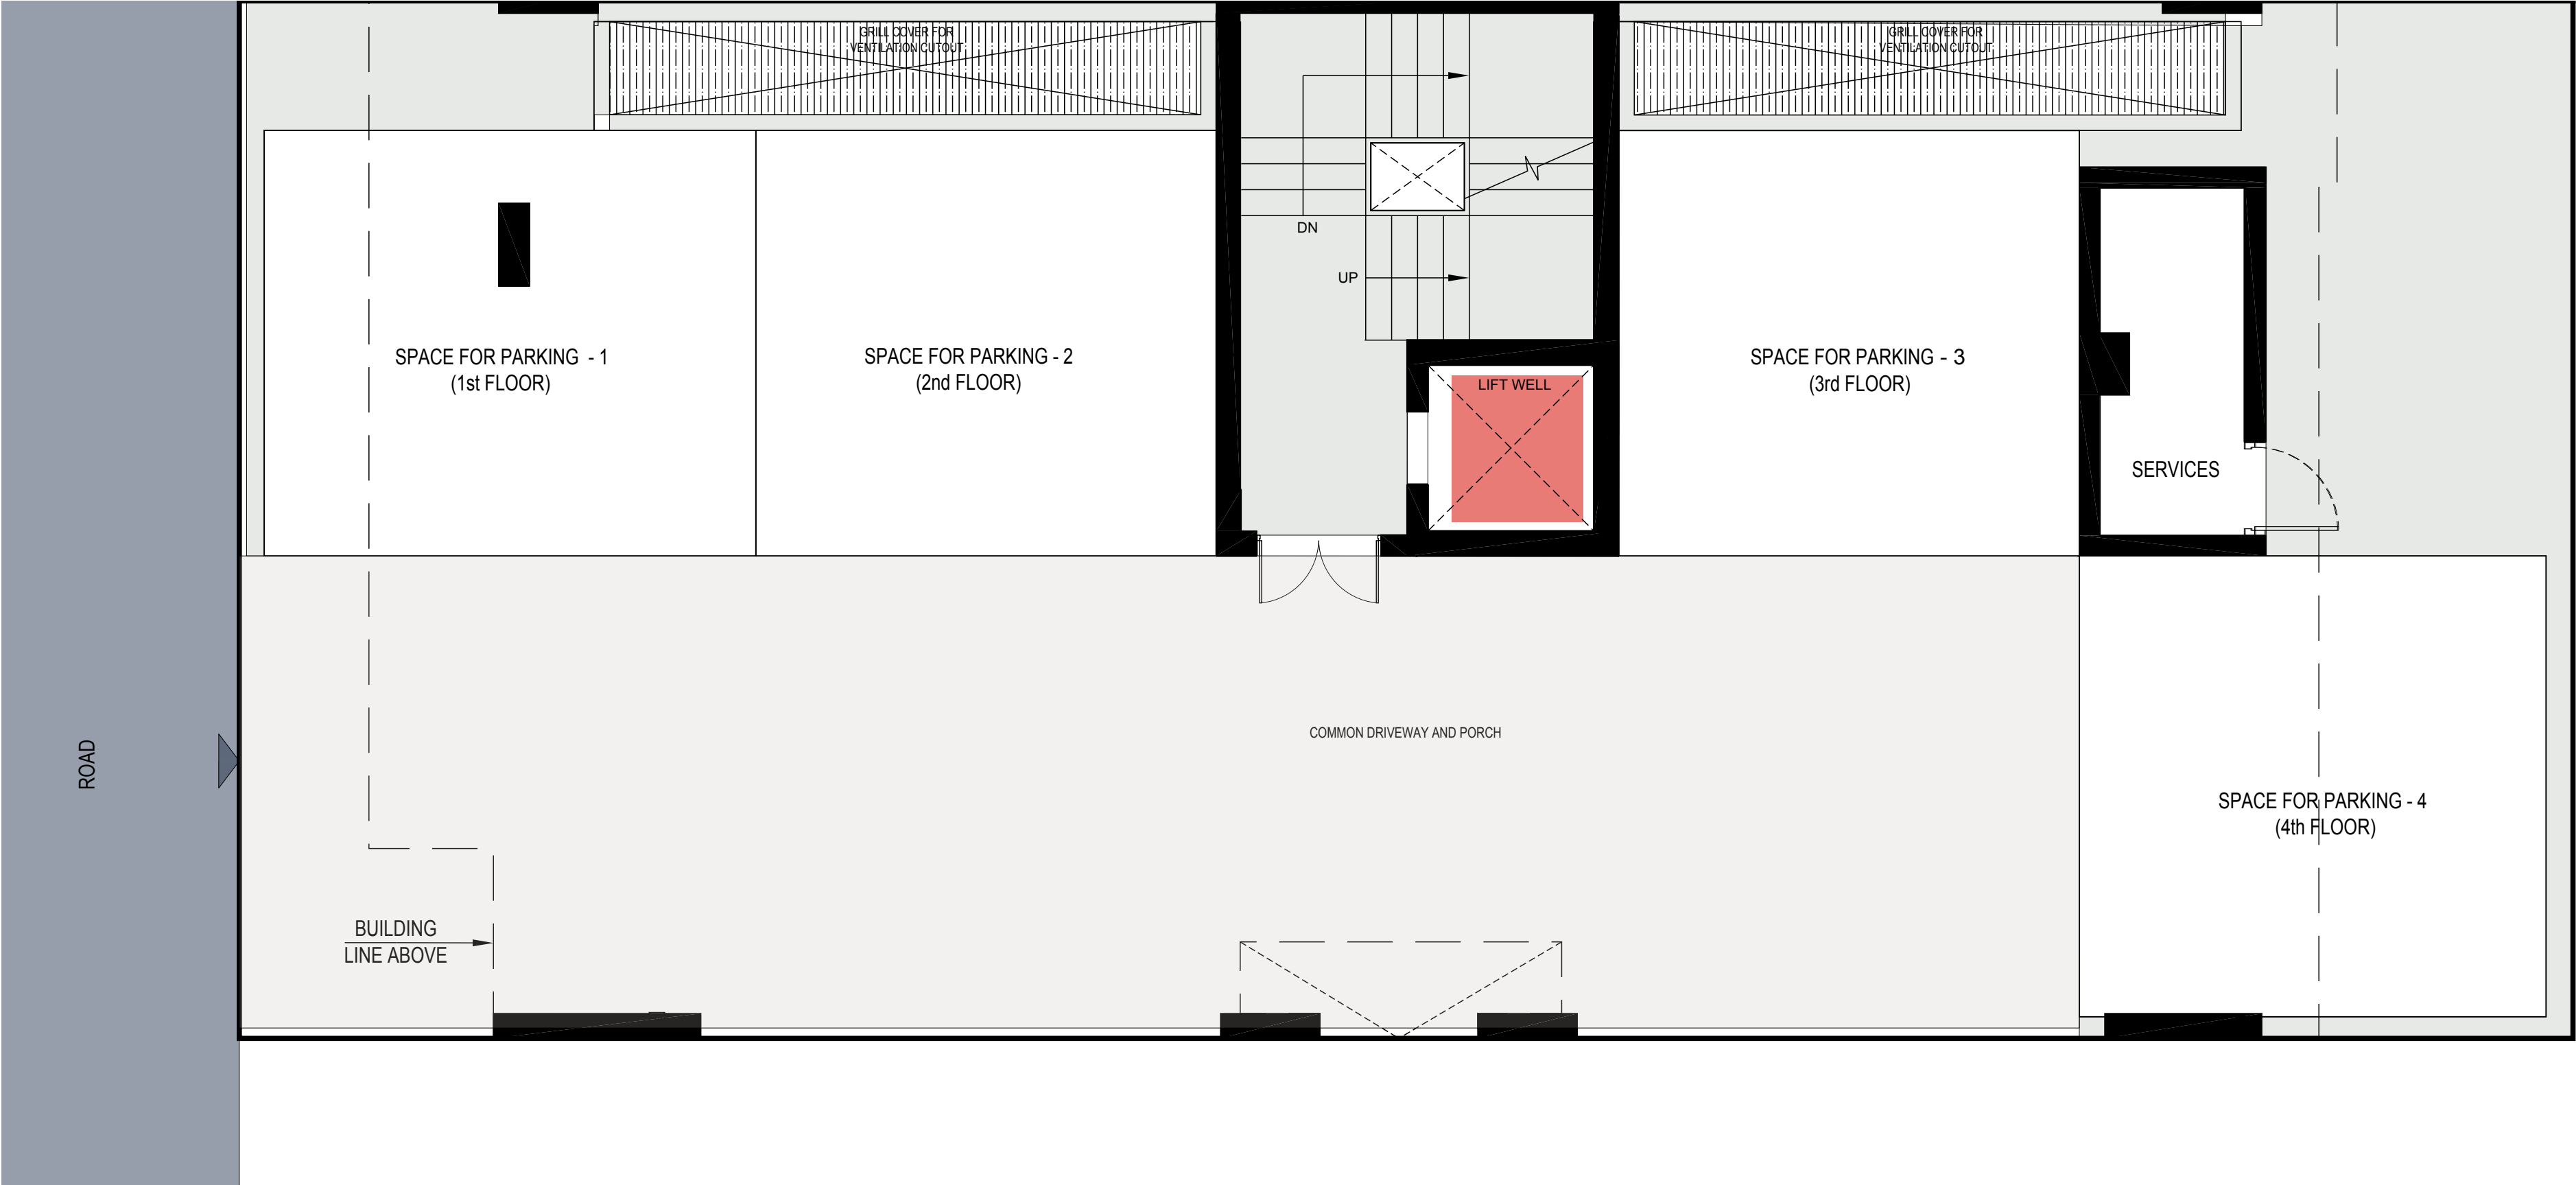 GRILL COVER FOR
VENTILATION CUTOUT
GRILL COVER FOR
VENTILATION CUTOUT
DN
UP
SPACE FOR PARKING - 1
(1st FLOOR)
SPACE FOR PARKING - 2
(2nd FLOOR)
LIFT WELL
SPACE FOR PARKING - 3
(3rd FLOOR)
SERVICES
COMMON DRIVEWAY AND PORCH
ROAD
SPACE FOR PARKING - 4
(4th FLOOR)
BUILDING
LINE ABOVE